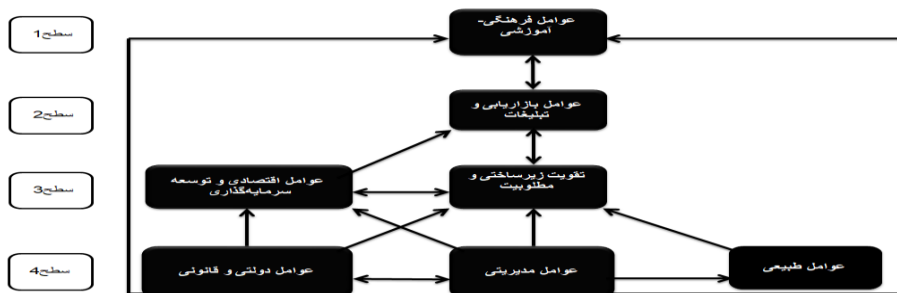 سطح1
عوامل فرهنگی-
آموزشی
سطح2
عوامل بازاریابی و
تبلیغات
سطح3
تقویت زیرساختی و
مطلوبیت
عوامل اقتصادی و توسعه
سرمایه‌گذاری
سطح4
عوامل طبیعی
عوامل مدیریتی
عوامل دولتی و قانونی